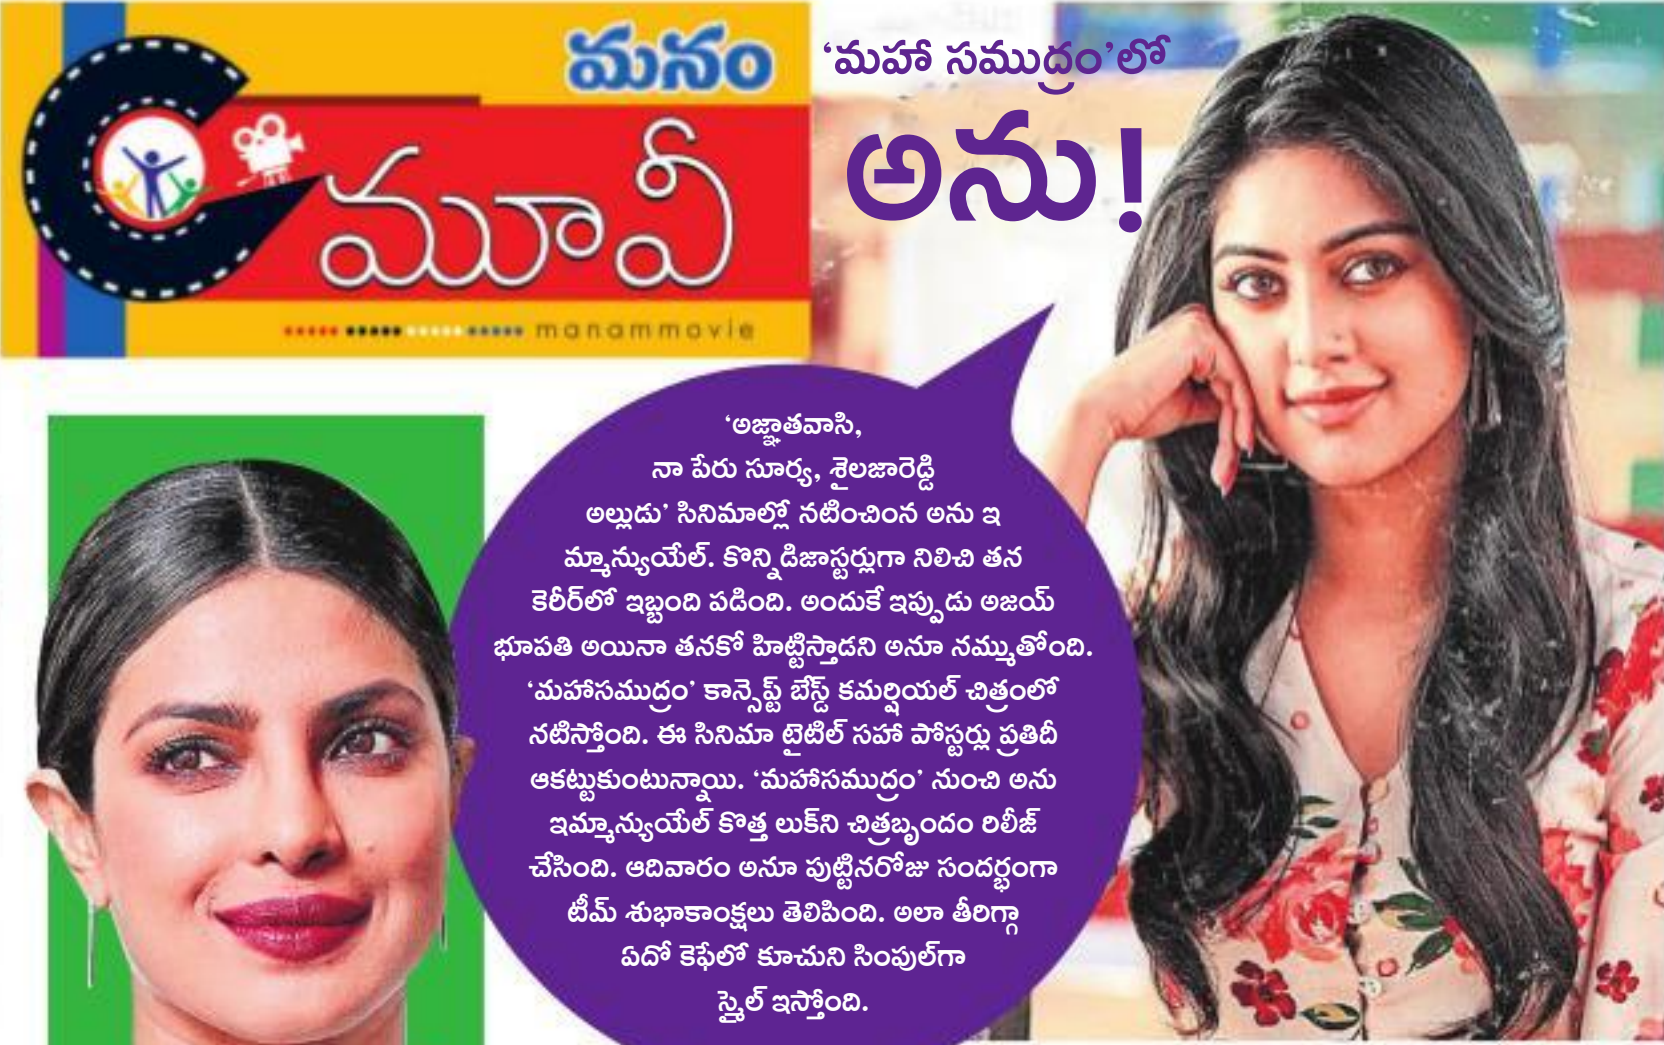 మనం
మూవీ
manammovie
‘మహా సముద్రం’లో
అను!
‘అజ్ఞాతవాసి,
నా పేరు సూర్య, శైలజారెడ్డి
అల్లుడు’ సినిమాల్లో నటించింన అను ఇ
మ్మాన్యుయేల్. కొన్ని డిజాస్టర్లుగా నిలిచి తన
కెరీర్‌లో ఇబ్బంది పడింది. అందుకే ఇప్పుడు అజయ్
భూపతి అయినా తనకో హిట్టిస్తాడని అనూ నమ్ముతోంది.
‘మహాసముద్రం’ కాన్సెప్ట్ బేస్డ్ కమర్షియల్ చిత్రంలో
నటిస్తోంది. ఈ సినిమా టైటిల్ సహా పోస్టర్లు ప్రతిదీ
ఆకట్టుకుంటున్నాయి. ‘మహాసముద్రం’ నుంచి అను
ఇమ్మాన్యుయేల్ కొత్త లుక్‌ని చిత్రబృందం రిలీజ్
చేసింది. ఆదివారం అనూ పుట్టినరోజు సందర్భంగా
టీమ్ శుభాకాంక్షలు తెలిపింది. అలా తీరిగ్గా
ఏదో కెఫేలో కూచుని సింపుల్‌గా
స్మైల్ ఇస్తోంది.